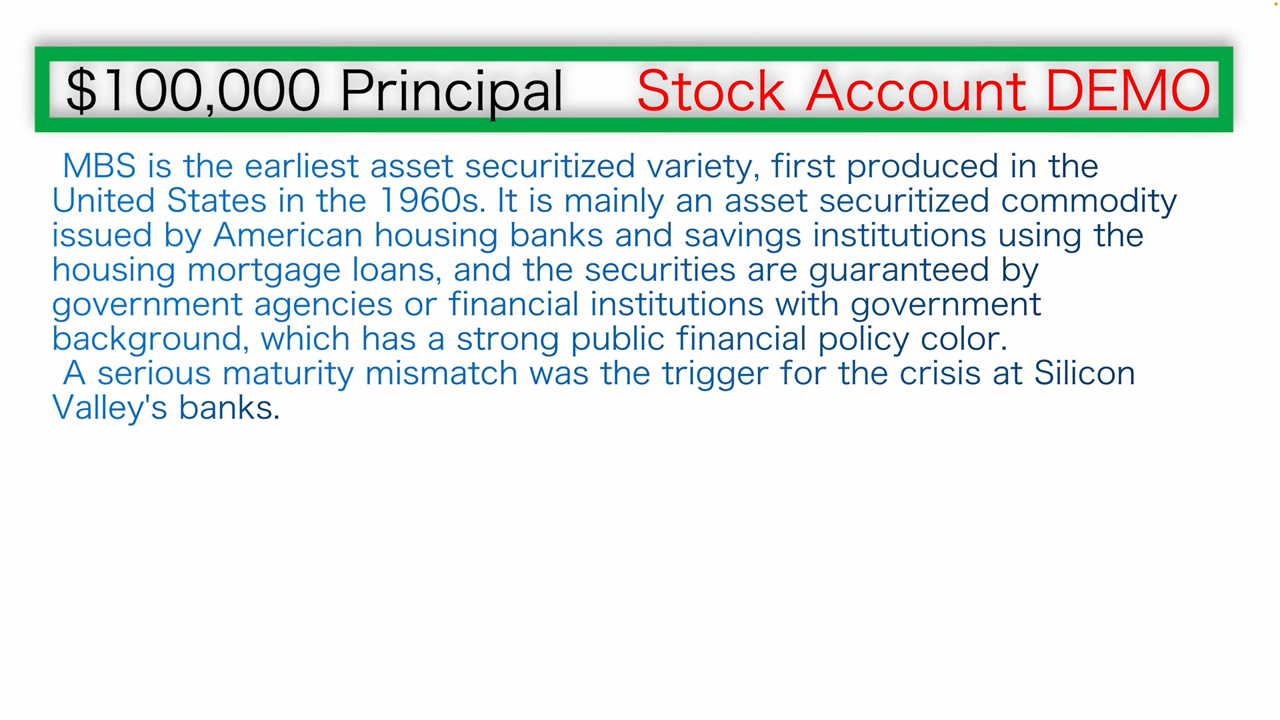 $100,000 Principal Stock Account DEMO
MBS is the earliest asset securitized variety, first produced in the
United States in the 1960s. It is mainly an asset securitized commodity
issued by American housing banks and savings institutions using the
housing mortgage loans, and the securities are guaranteed by
government agencies or financial institutions with government
background, which has a strong public financial policy color.
A serious maturity mismatch was the trigger for the crisis at Silicon
Valley's banks.